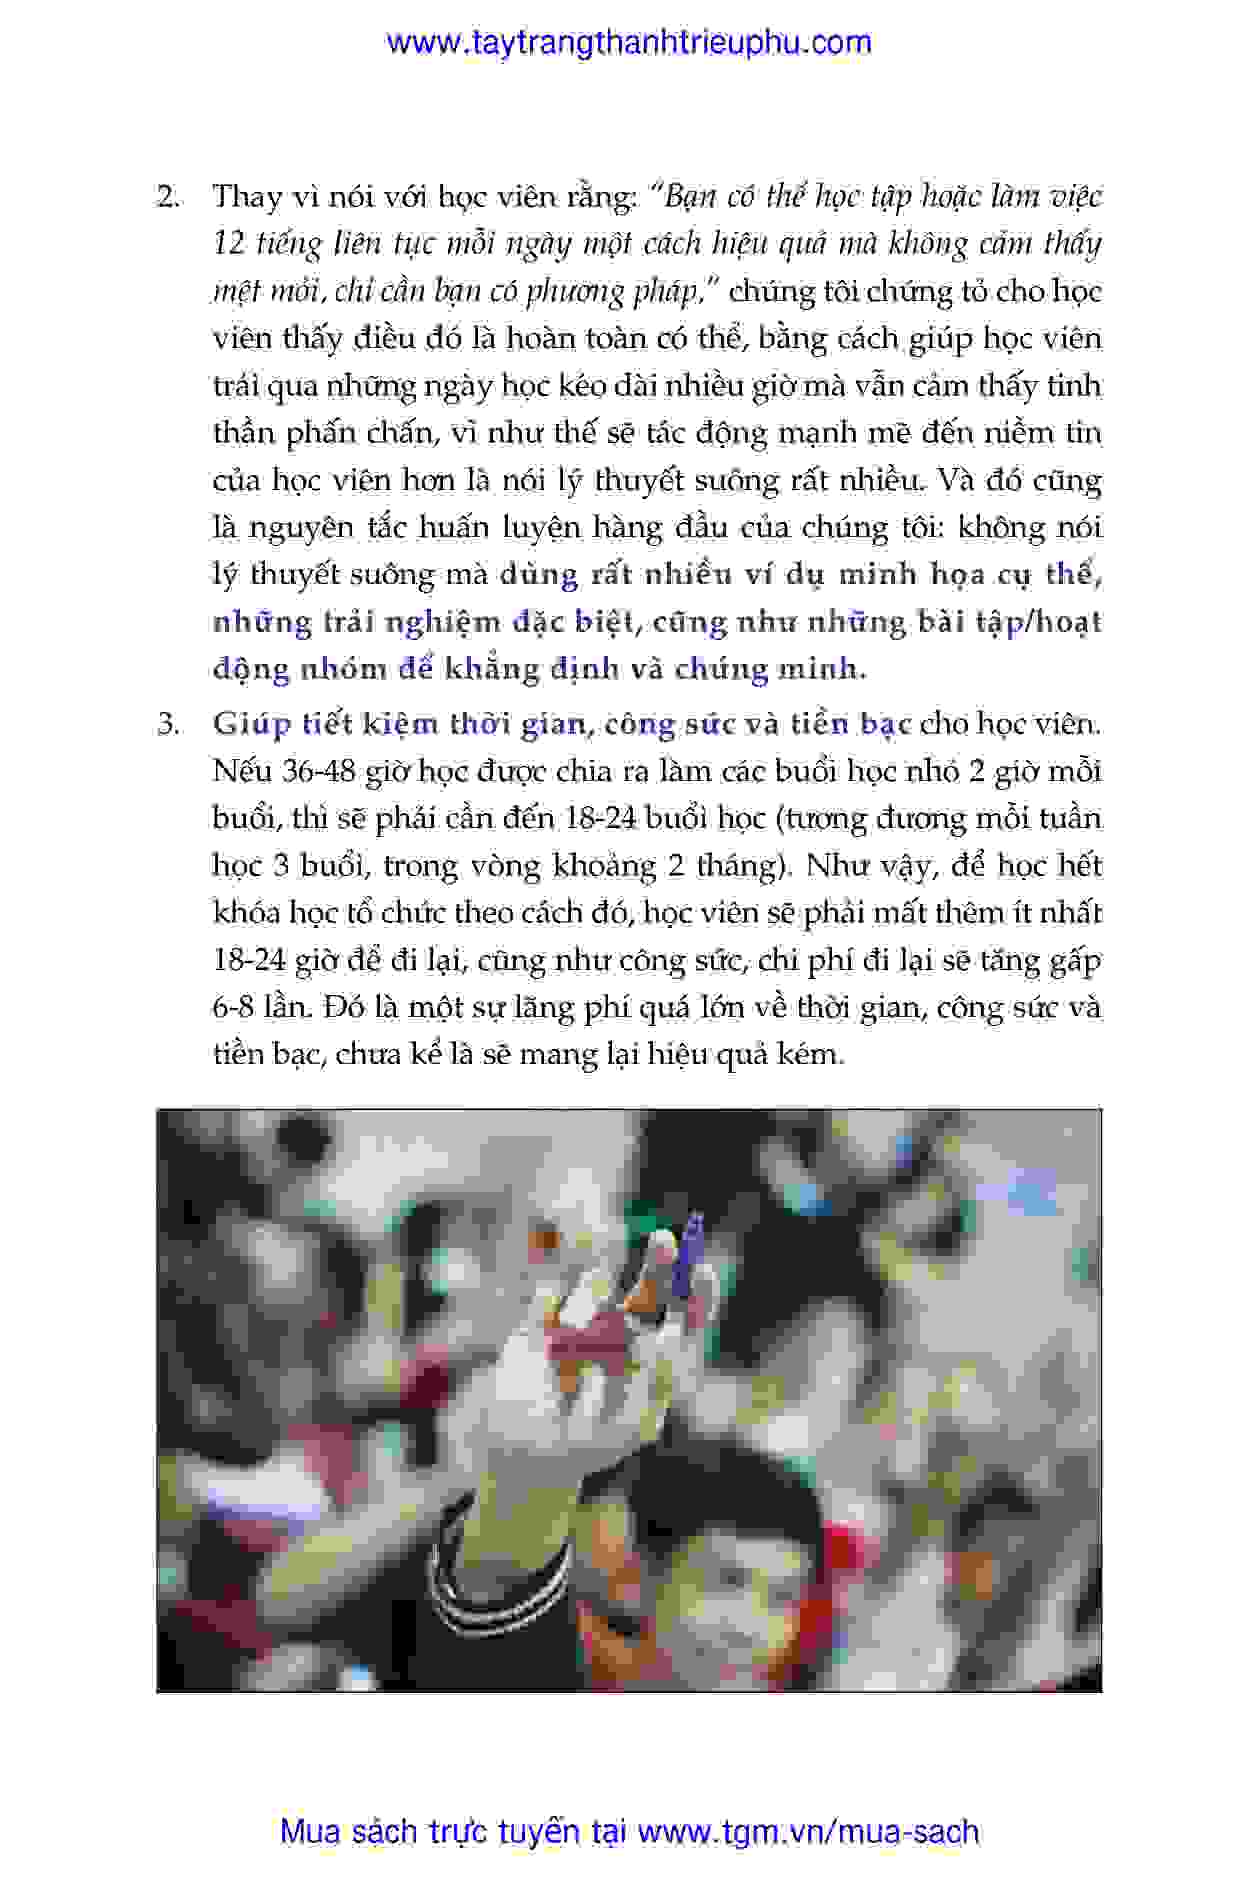 www.taytrangthanhtrieuphu.com
2. Thay vì nói với học viên rằng: “Bạn có thể học tập hoặc làm việc
12 tiếng liên tục mỗi ngày một cách hiệu quả mà không cảm thấy
mệt mỏi, chỉ cần bạn có phương pháp,” chúng tôi chứng tỏ cho học
viên thấy điều đó là hoàn toàn có thể, bằng cách giúp học viên
trải qua những ngày học kéo dài nhiều giờ mà vẫn cảm thấy tinh
thần phấn chấn, vì như thế sẽ tác động mạnh mẽ đến niềm tin
của học viên hơn là nói lý thuyết suông rất nhiều. Và đó cũng
là nguyên tắc huấn luyện hàng đầu của chúng tôi: không nói
lý thuyết suông mà dùng rất nhiều ví dụ minh họa cụ thể,
những trải nghiệm đặc biệt, cũng như những bài tập/hoạt
động nhóm để khẳng định và chứng minh.
3. Giúp tiết kiệm thời gian, công sức và tiền bạc cho học viên.
Nếu 36-48 giờ học được chia ra làm các buổi học nhỏ 2 giờ mỗi
buổi, thì sẽ phải cần đến 18-24 buổi học (tương đương mỗi tuần
học 3 buổi, trong vòng khoảng 2 tháng). Như vậy, để học hết
khóa học tổ chức theo cách đó, học viên sẽ phải mất thêm ít nhất
18-24 giờ để đi lại, cũng như công sức, chi phí đi lại sẽ tăng gấp
6-8 lần. Đó là một sự lãng phí quá lớn về thời gian, công sức và
tiền bạc, chưa kể là sẽ mang lại hiệu quả kém.
Mua sách trực tuyến tại www.tgm.vn/mua-sach